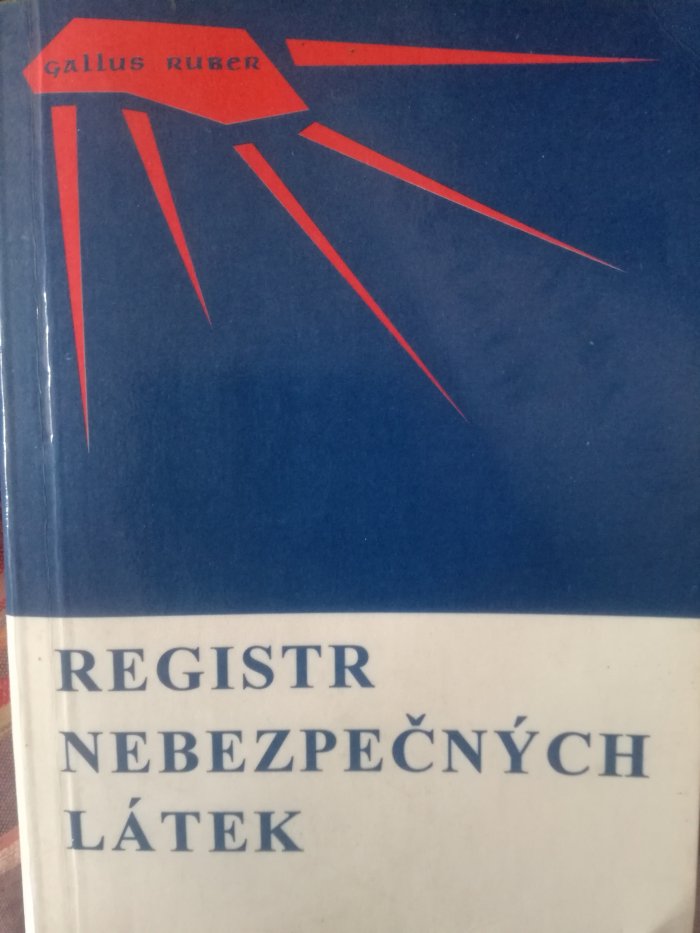 Gallus Ruber
REGISTR
NEBEZPEČNÝCH
LÁTEK